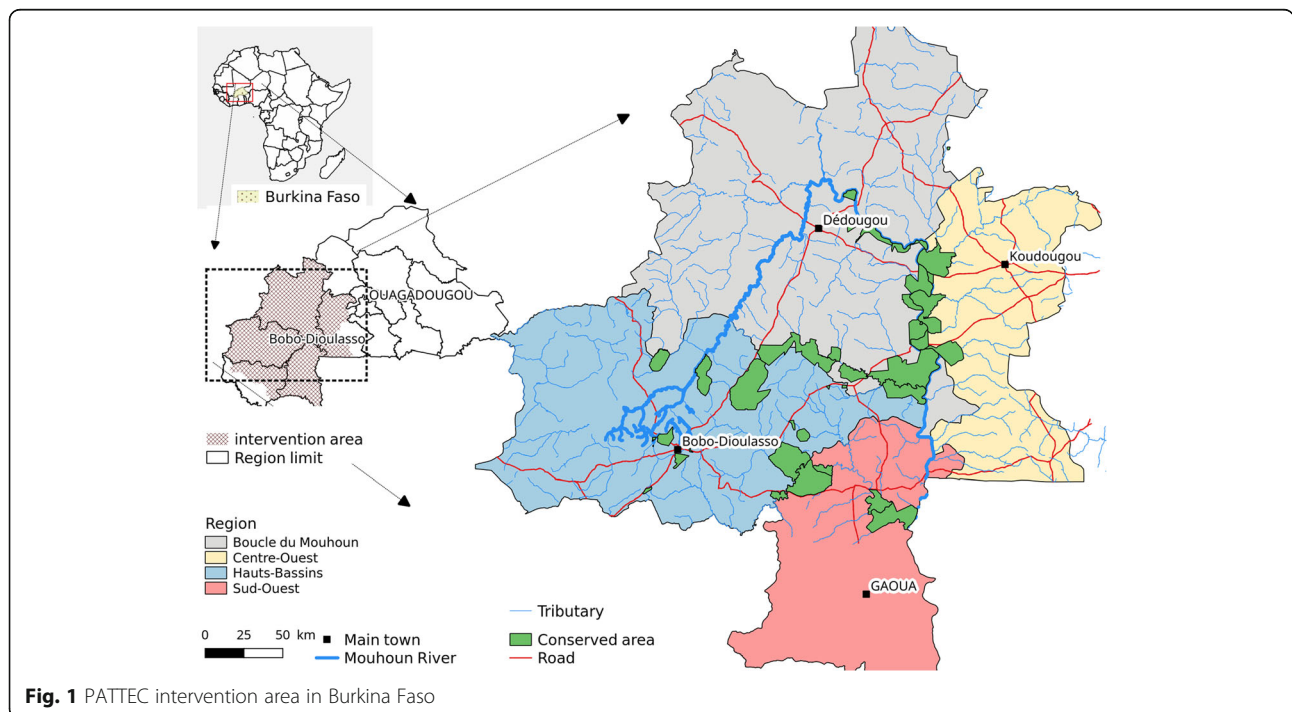 Burkina Faso
OUAGADOUGOU
Bobo-Dioulasso
intervention area
Region limit
Region
Boucle du Mouhoun
Centre-Ouest
Hauts-Bassins
Sud-Ouest
0 25 50 km
Main town
Mouhoun River
Tributary
Conserved area
Road
Dédougou
Koudougou
Bobo-Dioulasso
GAOUA
Fig. 1 PATTEC intervention area in Burkina Faso